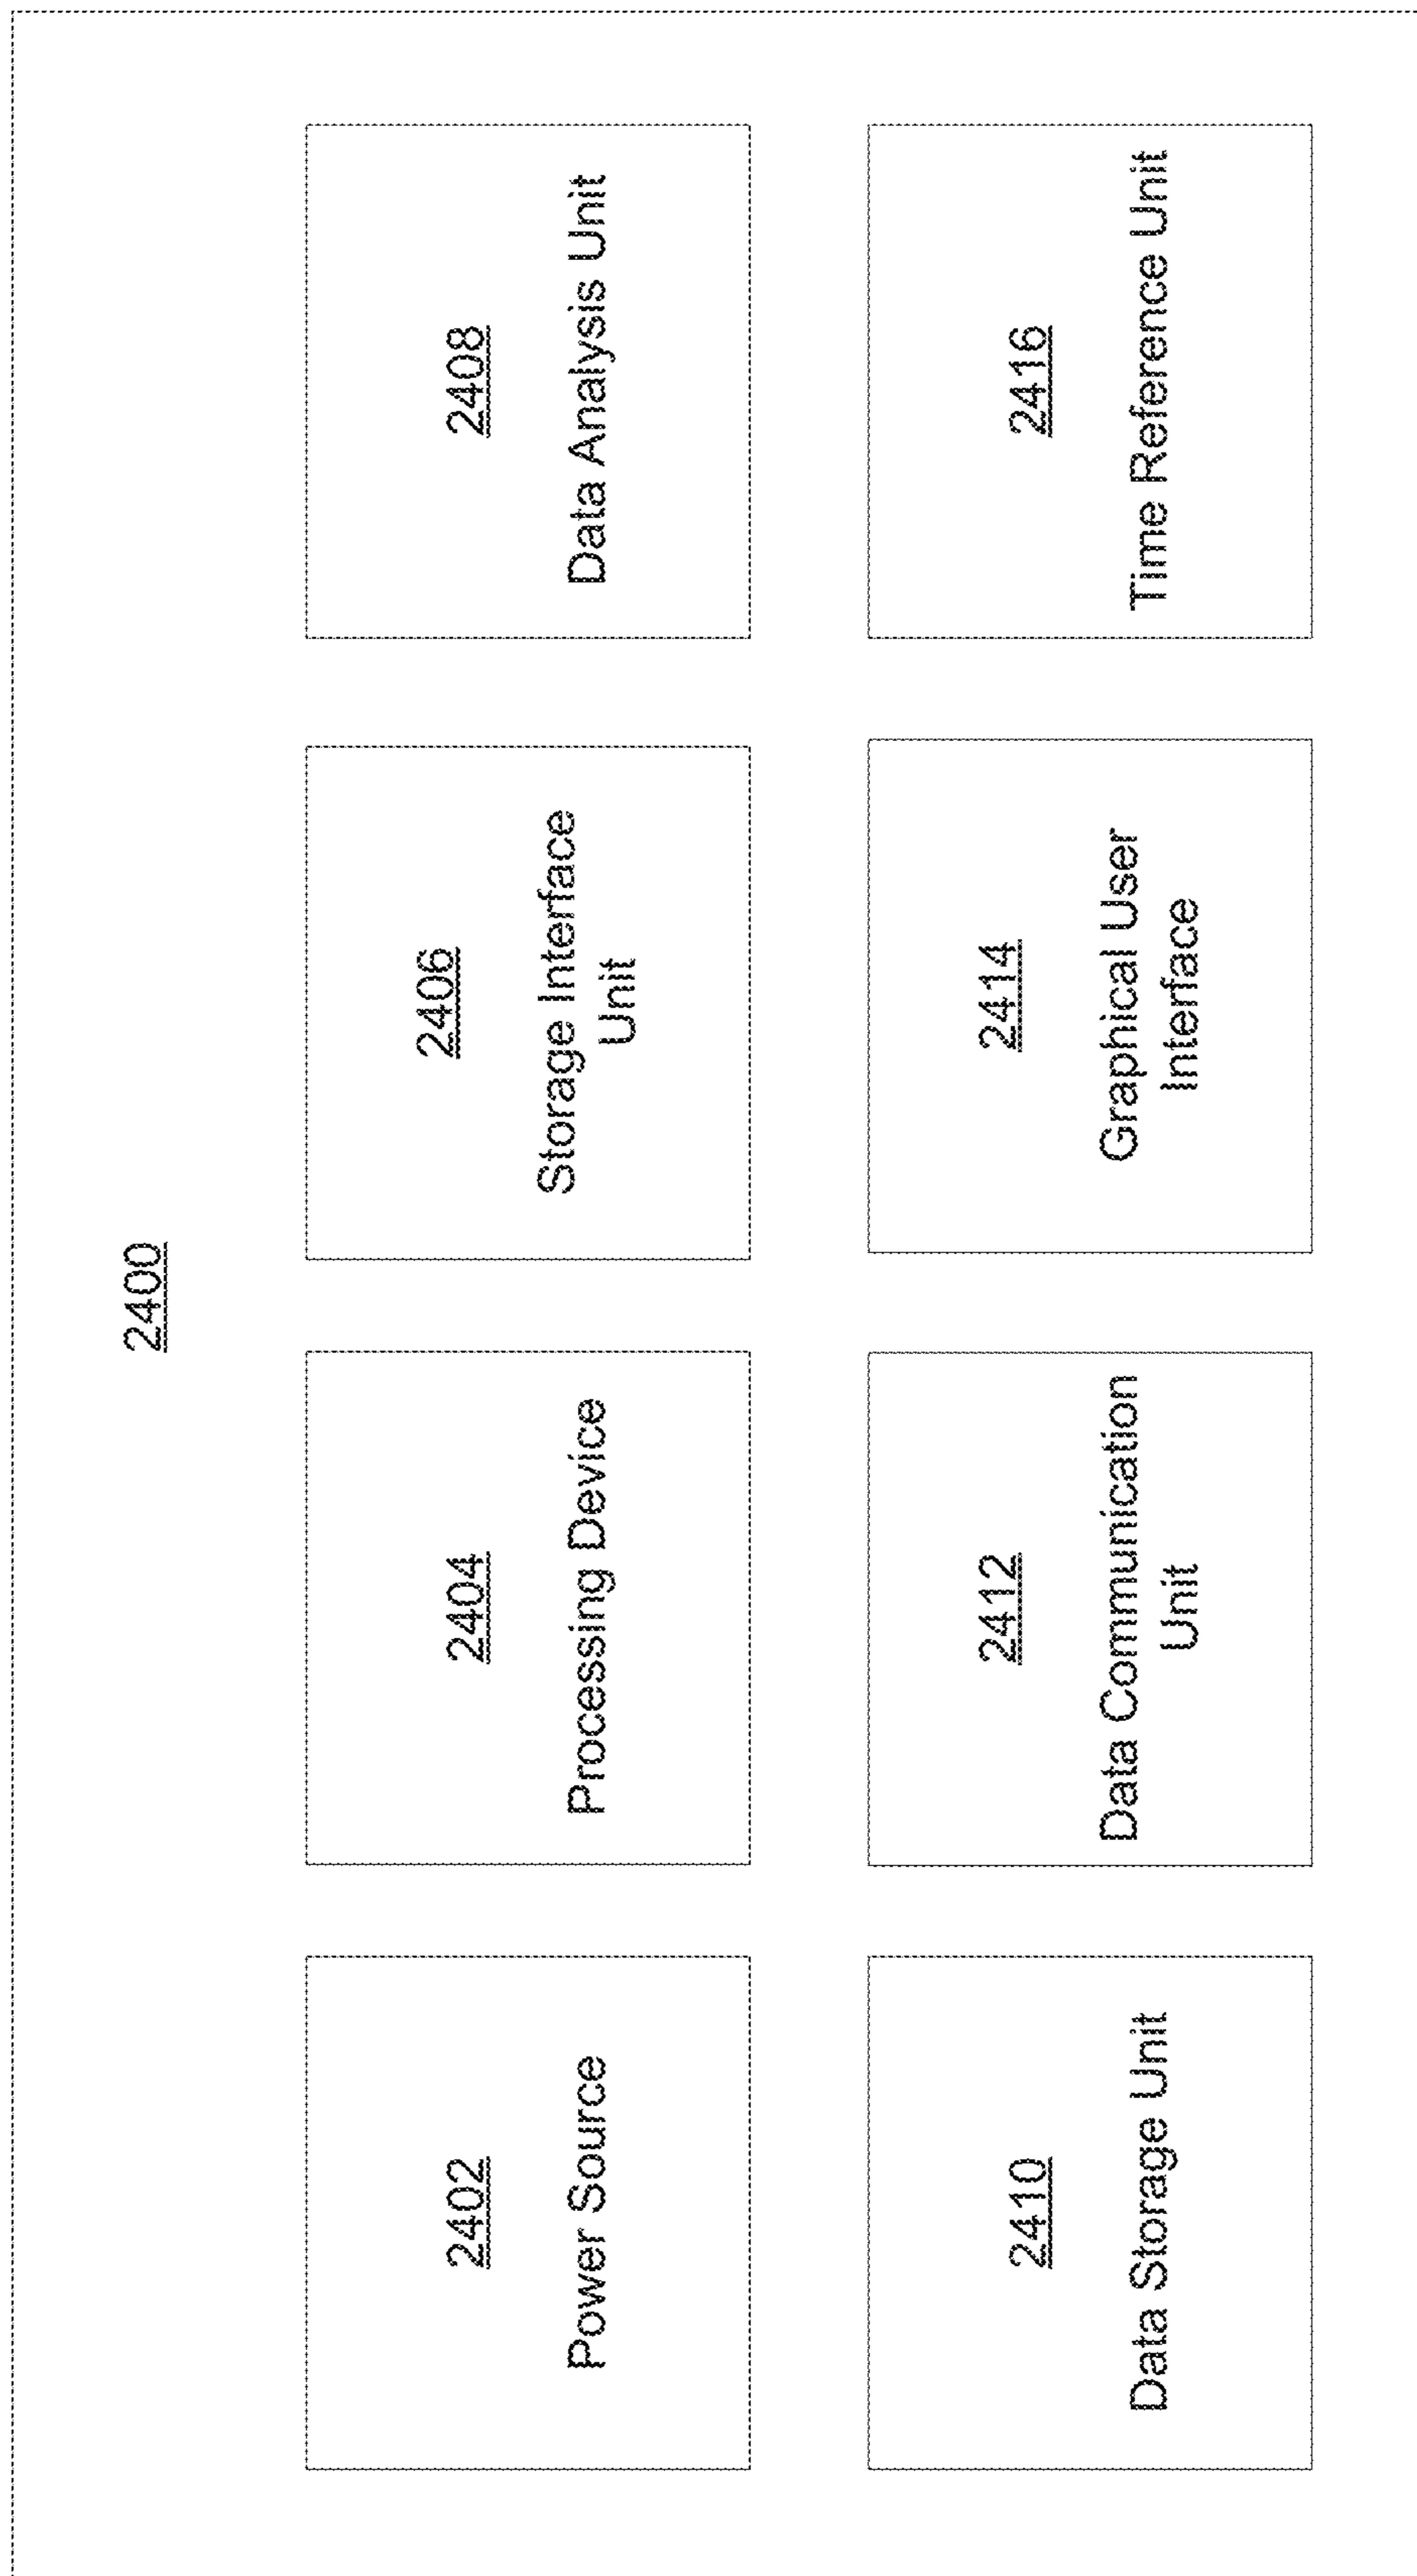 2400
2402
Power Source
2404
Processing Device
2406
Storage Interface
Unit
2408
Data Analysis Unit
2410
Data Storage Unit
2412
Data Communication
Unit
2414
Graphical User
Interface
2416
Time Reference Unit